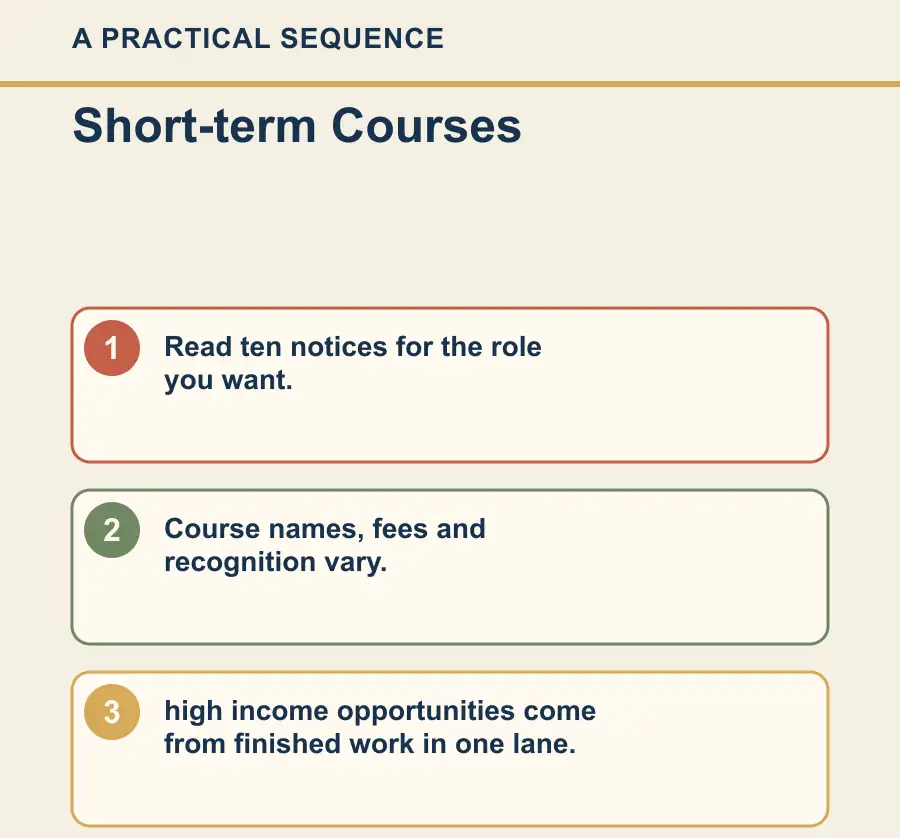 A PRACTICAL SEQUENCE
Short-term Courses
1
Read ten notices for the role
you want.
2
Course names, fees and
recognition vary.
3
high income opportunities come
from finished work in one lane.